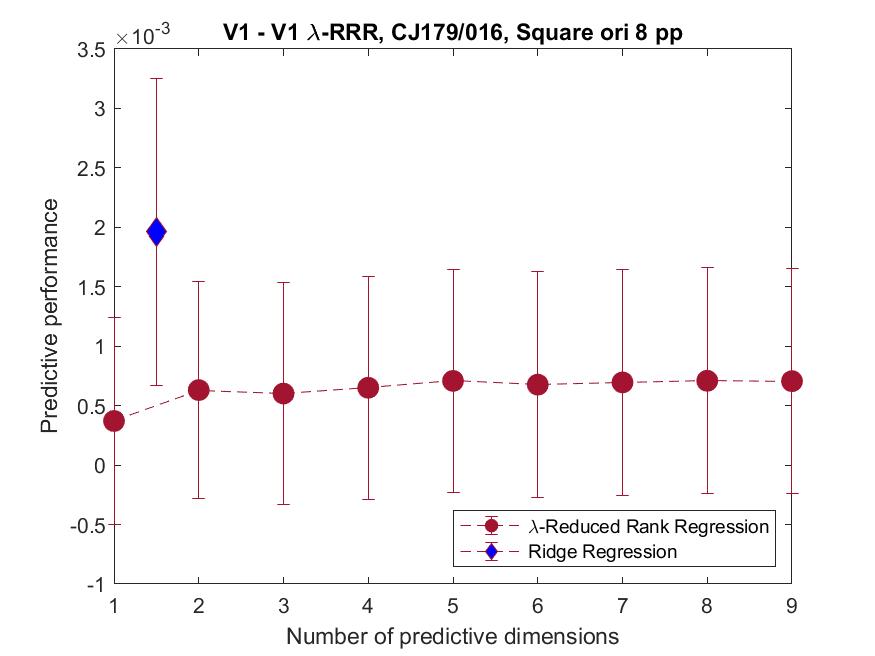 V1 - V1 λ-RRR, CJ179/016, Square ori 8 pp
×10-3
3.5
3
2.5
2
1.5
1
0.5
0
-0.5
-1
Predictive performance
λ-Reduced Rank Regression
Ridge Regression
1 2 3 4 5 6 7 8 9
Number of predictive dimensions